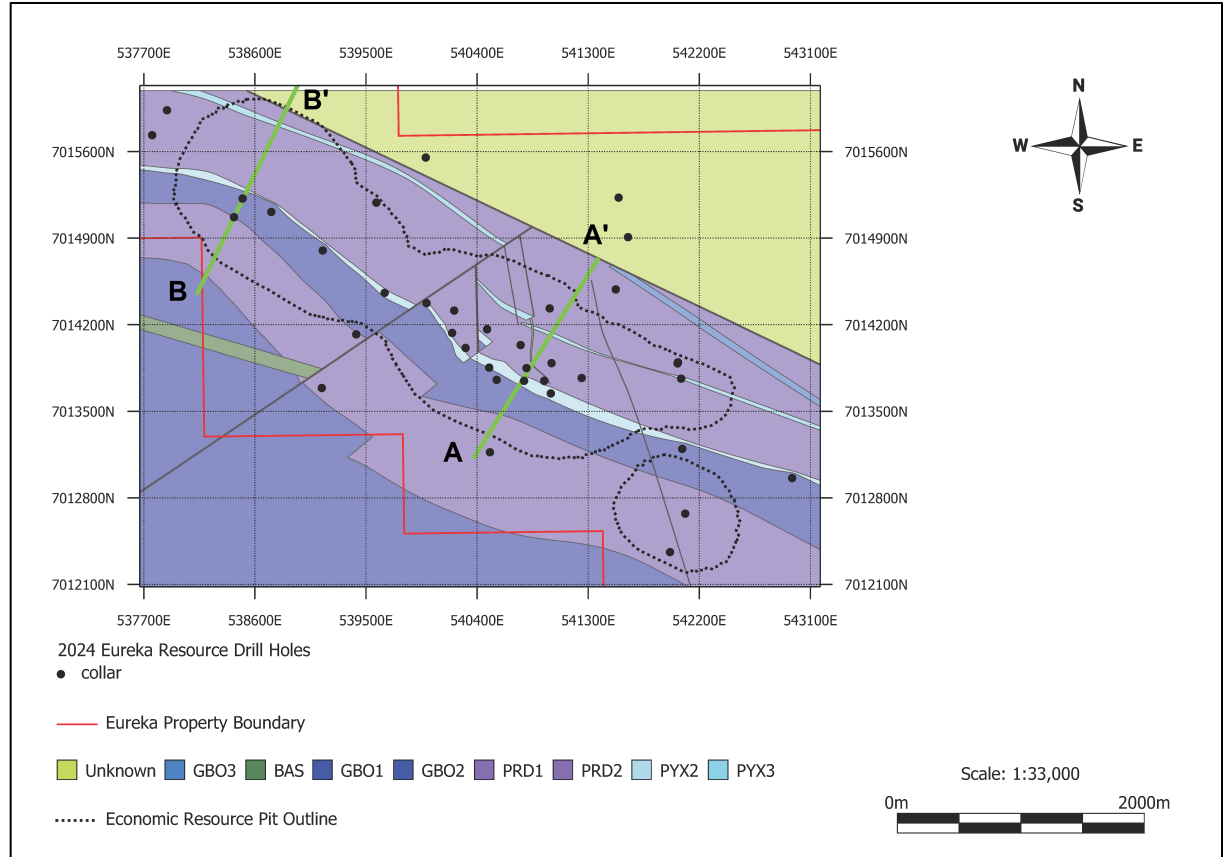 537700E 538600E 539500E 540400E 541300E 542200E 543100E
N
B'
W E
7015600N 7015600N
S
A'
7014900N 7014900N
B
7014200N 7014200N
7013500N 7013500N
A
7012800N 7012800N
7012100N 7012100N
537700E 538600E 539500E 540400E 541300E 542200E 543100E
2024 Eureka Resource Drill Holes
collar
Eureka Property Boundary
Unknown GBO3 BAS GBO1 GBO2 PRD1 PRD2 PYX2 PYX3
Scale: 1:33,000
0m 2000m
Economic Resource Pit Outline